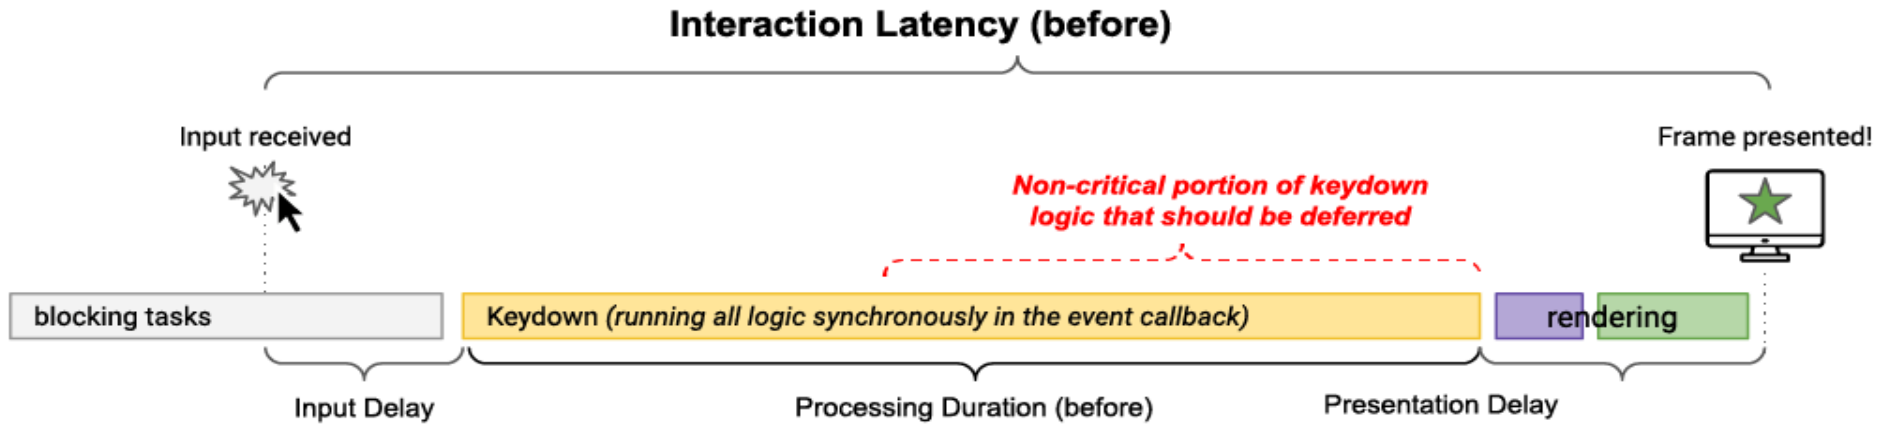 Interaction Latency (before)
Input received
Frame presented!
Non-critical portion of keydown
logic that should be deferred
blocking tasks
Keydown (running all logic synchronously in the event callback)
rendering
Input Delay
Processing Duration (before)
Presentation Delay